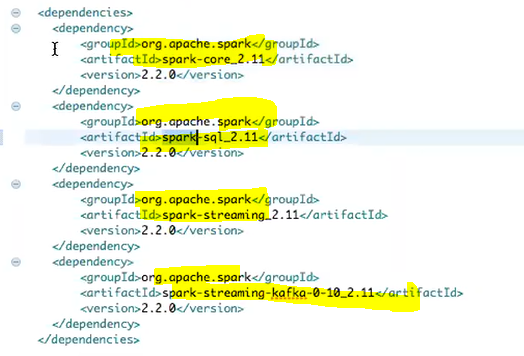 <dependencies>
<dependency>
<groupId>org.apache.spark</groupId>
<artifactId>spark-core_2.11</artifactId>
<version>2.2.0</version>
</dependency>
<dependency>
<groupId>org.apache.spark</groupId>
<artifactId>spark-sql_2.11</artifactId>
<version>2.2.0</version>
</dependency>
<dependency>
<groupId>org.apache.spark</groupId>
<artifactId>spark-streaming_2.11</artifactId>
<version>2.2.0</version>
</dependency>
<dependency>
<groupId>org.apache.spark</groupId>
<artifactId>spark-streaming-kafka-0-10_2.11</artifactId>
<version>2.2.0</version>
</dependency>
</dependencies>